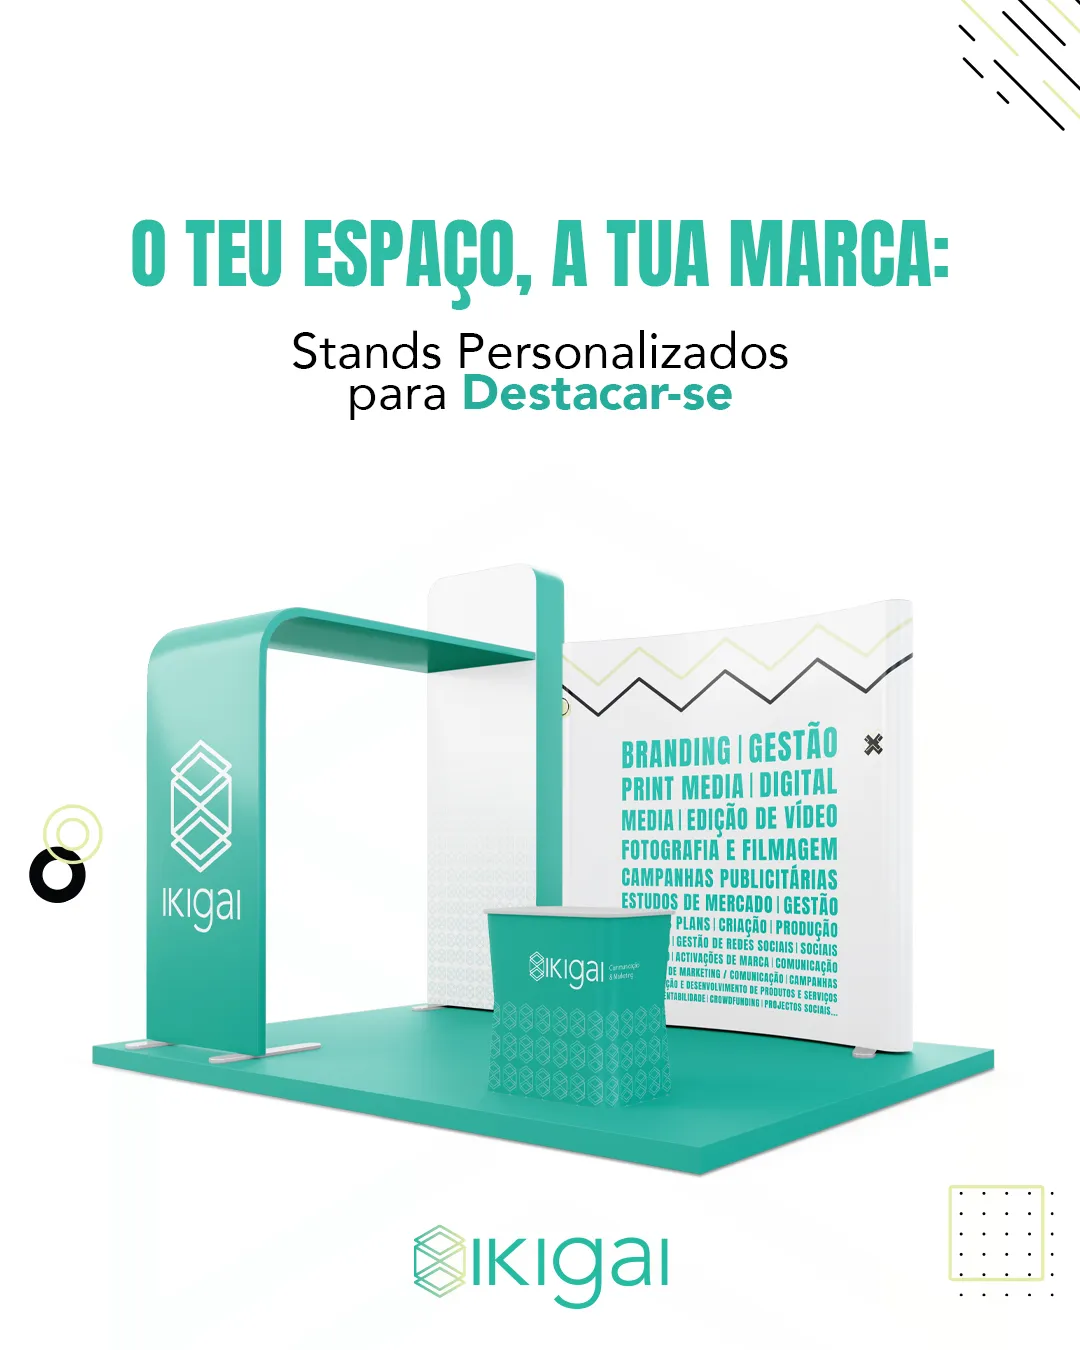 O TEU ESPAÇO, A TUA MARCA:
Stands Personalizados
para Destacar-se
IKIgaI
BRANDING | GESTÃO
PRINT MEDIA | DIGITAL
MEDIA | EDIÇÃO DE VÍDEO
FOTOGRAFIA E FILMAGEM
CAMPANHAS PUBLICITÁRIAS
ESTUDOS DE MERCADO | GESTÃO
PLANS | CRIAÇÃO | PRODUÇÃO
| GESTÃO DE REDES SOCIAIS | SOCIAIS
| ACTIVAÇÕES DE MARCA | COMUNICAÇÃO
DE MARKETING / COMUNICAÇÃO | CAMPANHAS
E DESENVOLVIMENTO DE PRODUTOS E SERVIÇOS
| CROWDFUNDING | PROJECTOS SOCIAIS...
IKIgaI Communicação
& Marketing
IKIgaI